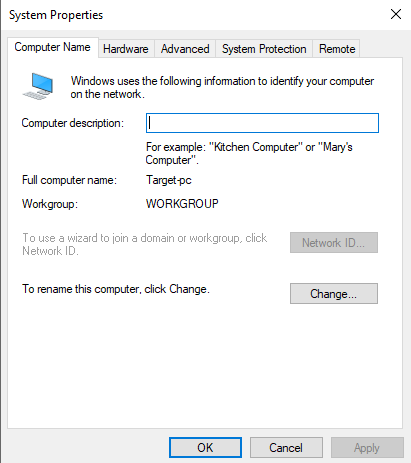 System Properties
Computer Name Hardware Advanced System Protection Remote
Windows uses the following information to identify your computer
on the network.
Computer description:
For example: "Kitchen Computer" or "Mary's
Computer".
Full computer name: Target-pc
Workgroup: WORKGROUP
To use a wizard to join a domain or workgroup, click
Network ID.
Network ID...
To rename this computer, click Change.
Change...
OK Cancel Apply